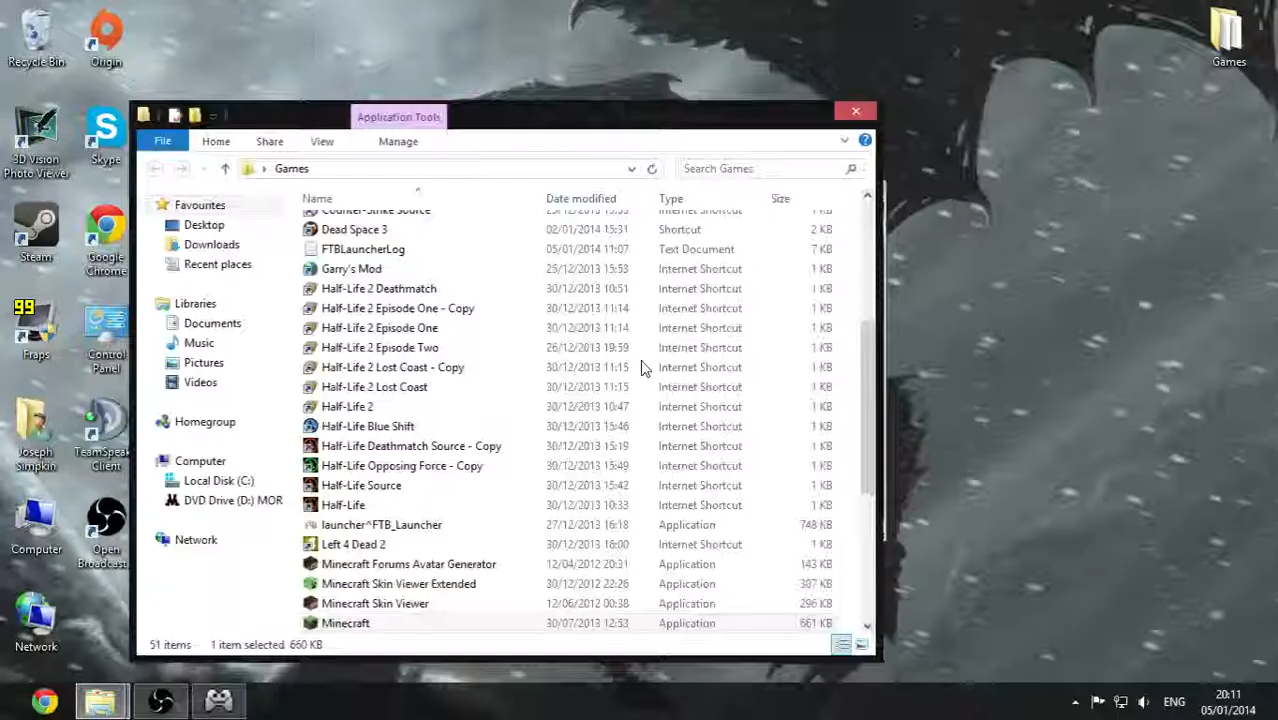 Recycle Bin
Origin
Games
3D Vision
Photo Viewer
Skype
Steam
Google
Chrome
99
Fraps
Control
Panel
Joseph
Simpkin
TeamSpeak
Client
Computer
Open
Broadcast
Network
Application Tools
File
Home
Share
View
Manage
Games
Search Games
Favourites
Desktop
Downloads
Recent places
Libraries
Documents
Music
Pictures
Videos
Homegroup
Computer
Local Disk (C:)
DVD Drive (D:) MOR
Network
Name Date modified Type Size
Counter-Strike Source Internet Shortcut 1 KB
Dead Space 3 02/01/2014 15:31 Shortcut 2 KB
FTBLauncherLog 05/01/2014 11:07 Text Document 7 KB
Garry's Mod 25/12/2013 15:53 Internet Shortcut 1 KB
Half-Life 2 Deathmatch 30/12/2013 10:51 Internet Shortcut 1 KB
Half-Life 2 Episode One - Copy 30/12/2013 11:14 Internet Shortcut 1 KB
Half-Life 2 Episode One 30/12/2013 11:14 Internet Shortcut 1 KB
Half-Life 2 Episode Two 26/12/2013 19:59 Internet Shortcut 1 KB
Half-Life 2 Lost Coast - Copy 30/12/2013 11:15 Internet Shortcut 1 KB
Half-Life 2 Lost Coast 30/12/2013 11:15 Internet Shortcut 1 KB
Half-Life 2 30/12/2013 10:47 Internet Shortcut 1 KB
Half-Life Blue Shift 30/12/2013 15:46 Internet Shortcut 1 KB
Half-Life Deathmatch Source - Copy 30/12/2013 15:19 Internet Shortcut 1 KB
Half-Life Opposing Force - Copy 30/12/2013 15:49 Internet Shortcut 1 KB
Half-Life Source 30/12/2013 15:42 Internet Shortcut 1 KB
Half-Life 30/12/2013 10:33 Internet Shortcut 1 KB
launcher^FTB_Launcher 27/12/2013 16:18 Application 748 KB
Left 4 Dead 2 30/12/2013 16:00 Internet Shortcut 1 KB
Minecraft Forums Avatar Generator 12/04/2012 20:31 Application 143 KB
Minecraft Skin Viewer Extended 30/12/2012 22:26 Application 307 KB
Minecraft Skin Viewer 12/06/2012 00:38 Application 296 KB
Minecraft 30/07/2013 12:53 Application 661 KB
51 items 1 item selected 660 KB
ENG
20:11
05/01/2014